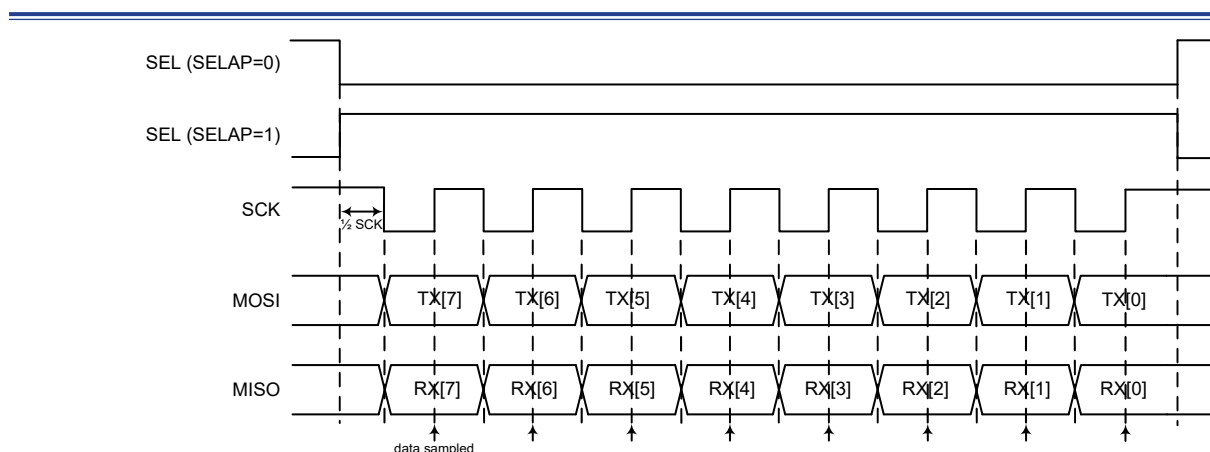 SEL (SELAP=0)
SEL (SELAP=1)
SCK
½ SCK
MOSI
TX[7] TX[6] TX[5] TX[4] TX[3] TX[2] TX[1] TX[0]
MISO
RX[7] RX[6] RX[5] RX[4] RX[3] RX[2] RX[1] RX[0]
data sampled